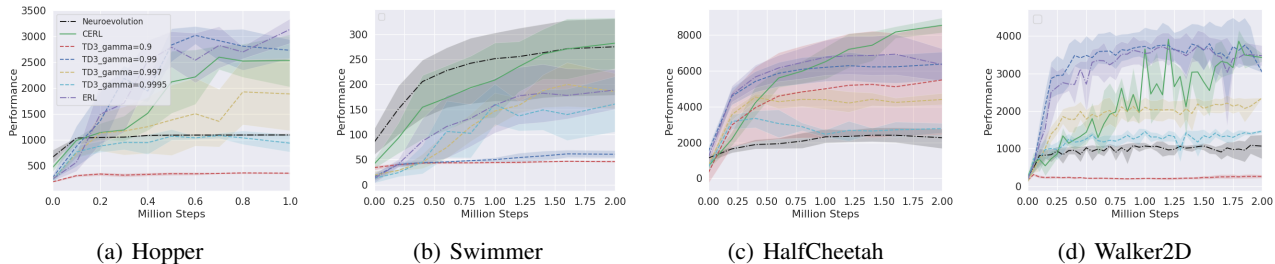 Performance
3500
3000
2500
2000
1500
1000
500
0.0 0.2 0.4 0.6 0.8 1.0
Million Steps
Neuroevolution
CERL
TD3_gamma=0.9
TD3_gamma=0.99
TD3_gamma=0.997
TD3_gamma=0.9995
ERL
(a) Hopper
Performance
350
300
250
200
150
100
50
0
0.00 0.25 0.50 0.75 1.00 1.25 1.50 1.75 2.00
Million Steps
(b) Swimmer
Performance
8000
6000
4000
2000
0
0.00 0.25 0.50 0.75 1.00 1.25 1.50 1.75 2.00
Million Steps
(c) HalfCheetah
Performance
4000
3000
2000
1000
0
0.00 0.25 0.50 0.75 1.00 1.25 1.50 1.75 2.00
Million Steps
(d) Walker2D